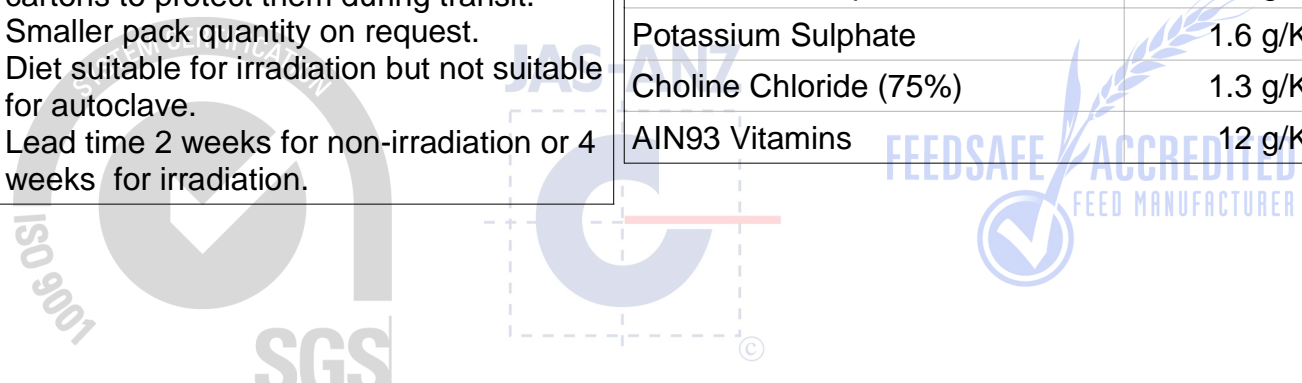 cartons to protect them during transit.
Smaller pack quantity on request.
Diet suitable for irradiation but not suitable
for autoclave.
Lead time 2 weeks for non-irradiation or 4
weeks for irradiation.
Potassium Sulphate 1.6 g/K
Choline Chloride (75%) 1.3 g/K
AIN93 Vitamins 12 g/K
SYSTEM CERTIFICATION
ISO 9001
SGS
JAS-ANZ
C
©
FEEDSAFE ACCREDITED
FEED MANUFACTURER